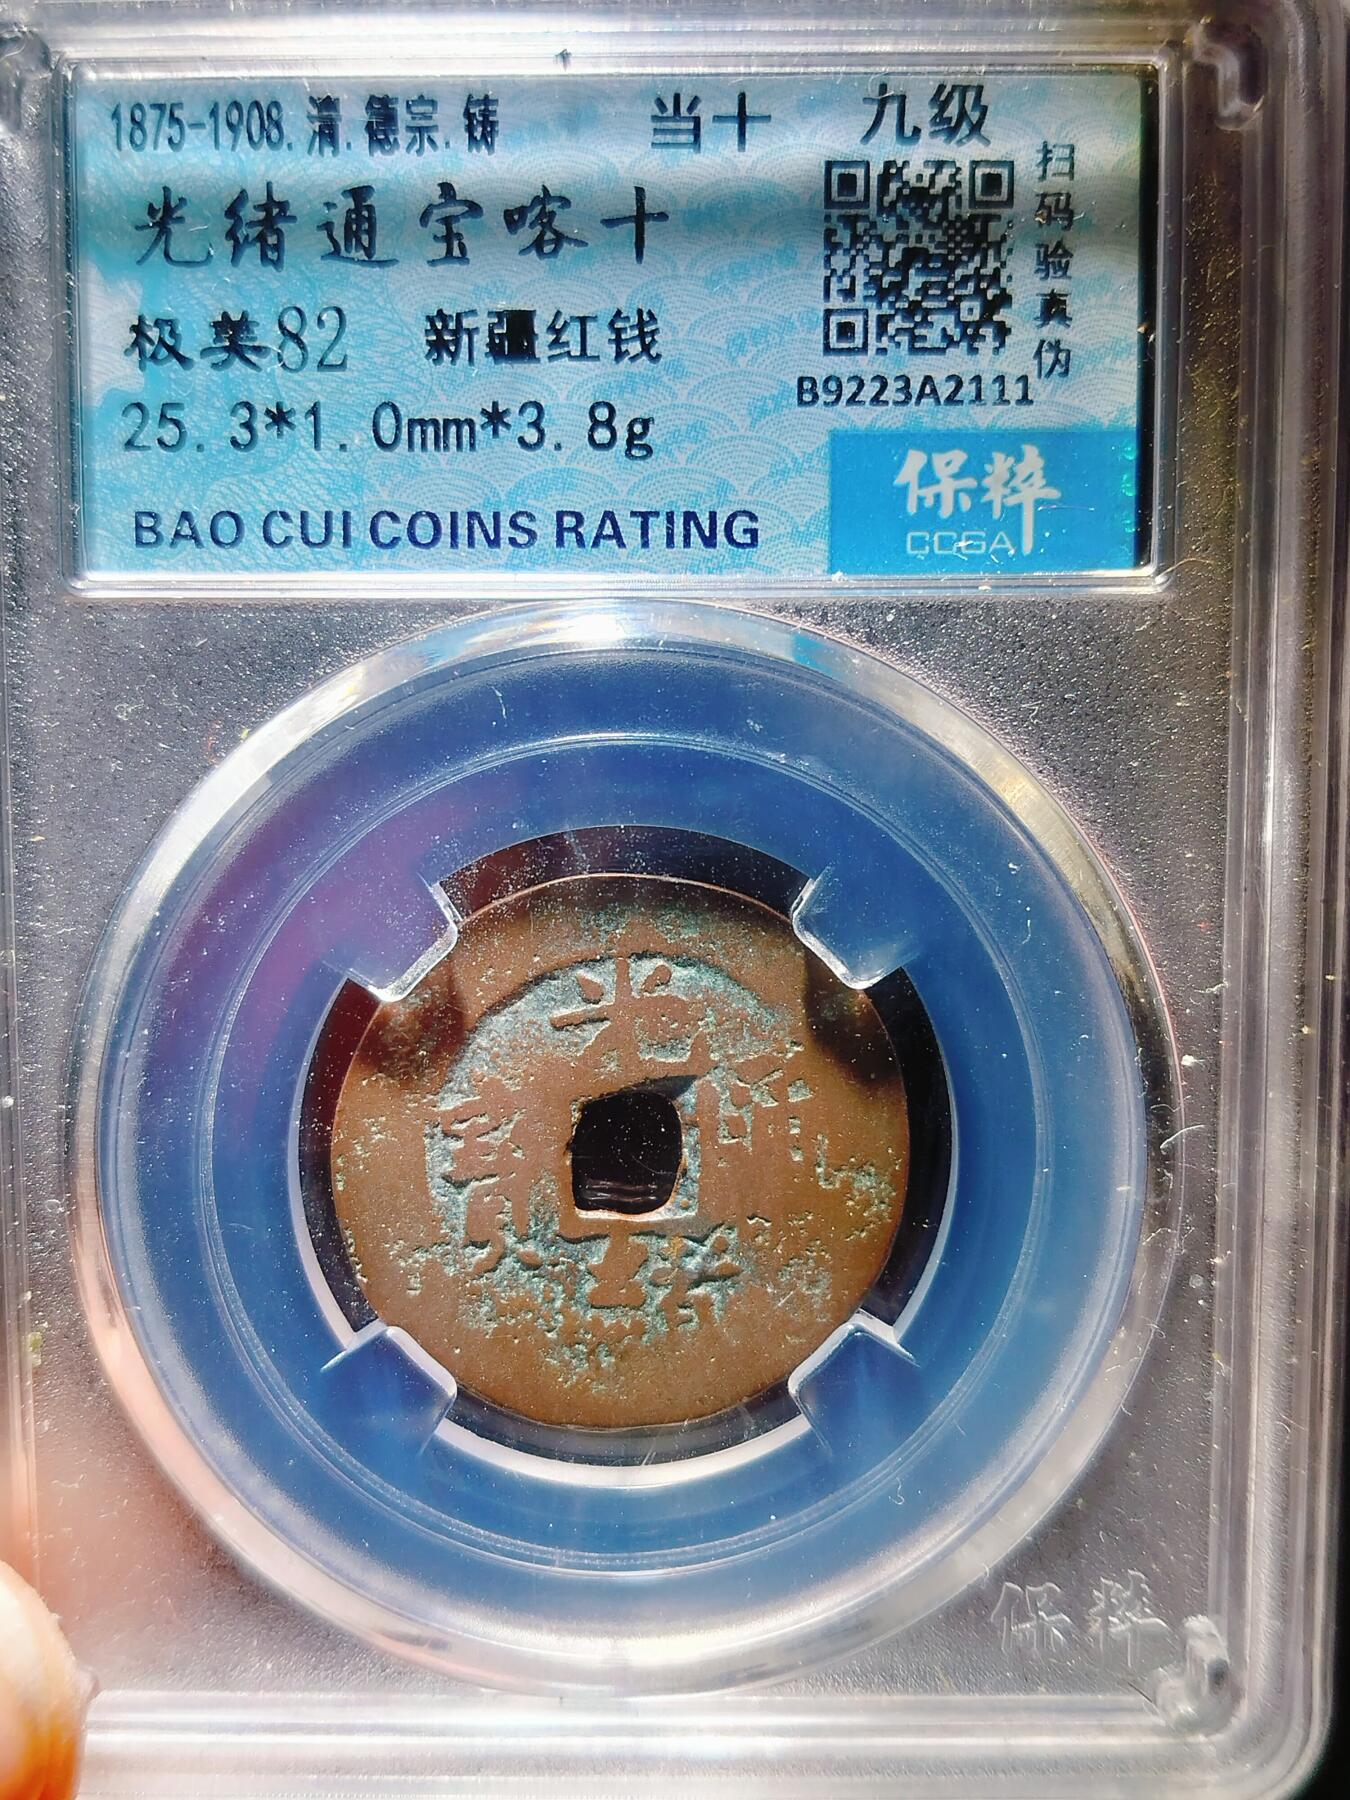 1875-1908.清.德宗.铸 当十 九级
光绪通宝喀十
极美82 新疆红钱
25.3*1.0mm*3.8g
扫码验真伪
B9223A2111
BAO CUI COINS RATING
保粹
CCGA
光緒
通寶
保粹